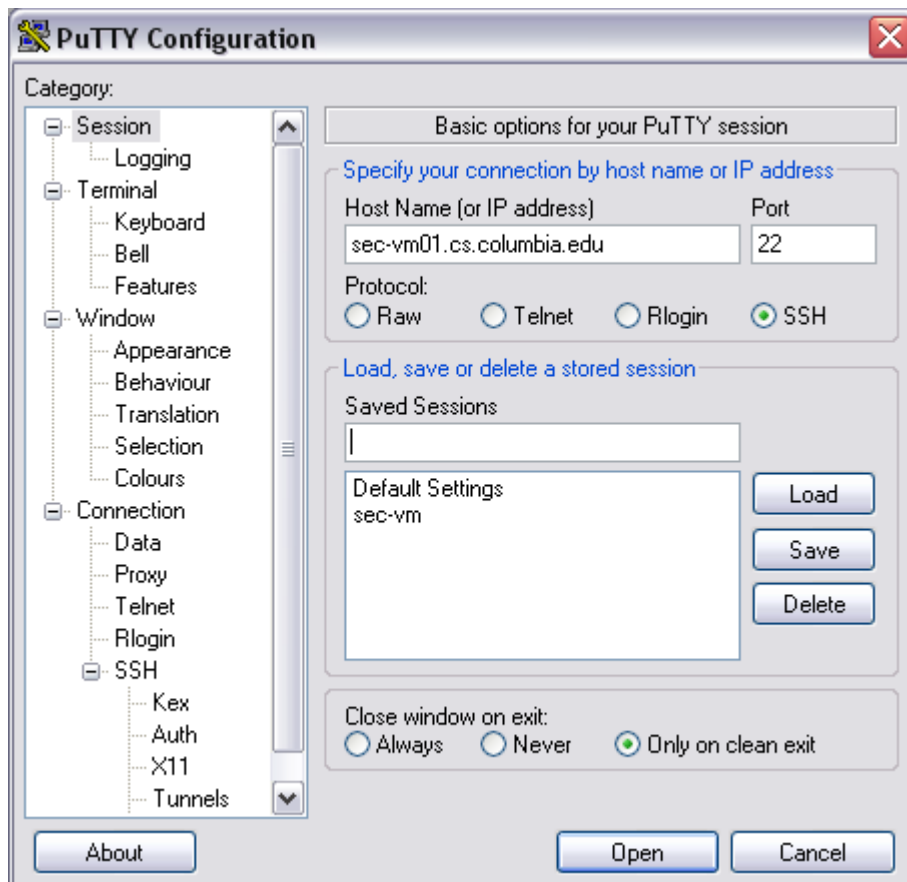 PuTTY Configuration
Category:
Session
Logging
Terminal
Keyboard
Bell
Features
Window
Appearance
Behaviour
Translation
Selection
Colours
Connection
Data
Proxy
Telnet
Rlogin
SSH
Kex
Auth
X11
Tunnels
Basic options for your PuTTY session
Specify your connection by host name or IP address
Host Name (or IP address) Port
sec-vm01.cs.columbia.edu 22
Protocol:
Raw Telnet Rlogin SSH
Load, save or delete a stored session
Saved Sessions
Default Settings
sec-vm
Load
Save
Delete
Close window on exit:
Always Never Only on clean exit
About Open Cancel